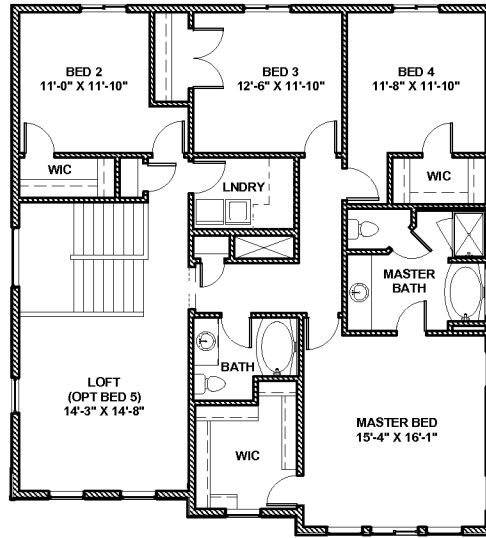 BED 2
11'-0" X 11'-10"
BED 3
12'-6" X 11'-10"
BED 4
11'-8" X 11'-10"
WIC
LNDRY
WIC
MASTER
BATH
BATH
LOFT
(OPT BED 5)
14'-3" X 14'-8"
MASTER BED
15'-4" X 16'-1"
WIC